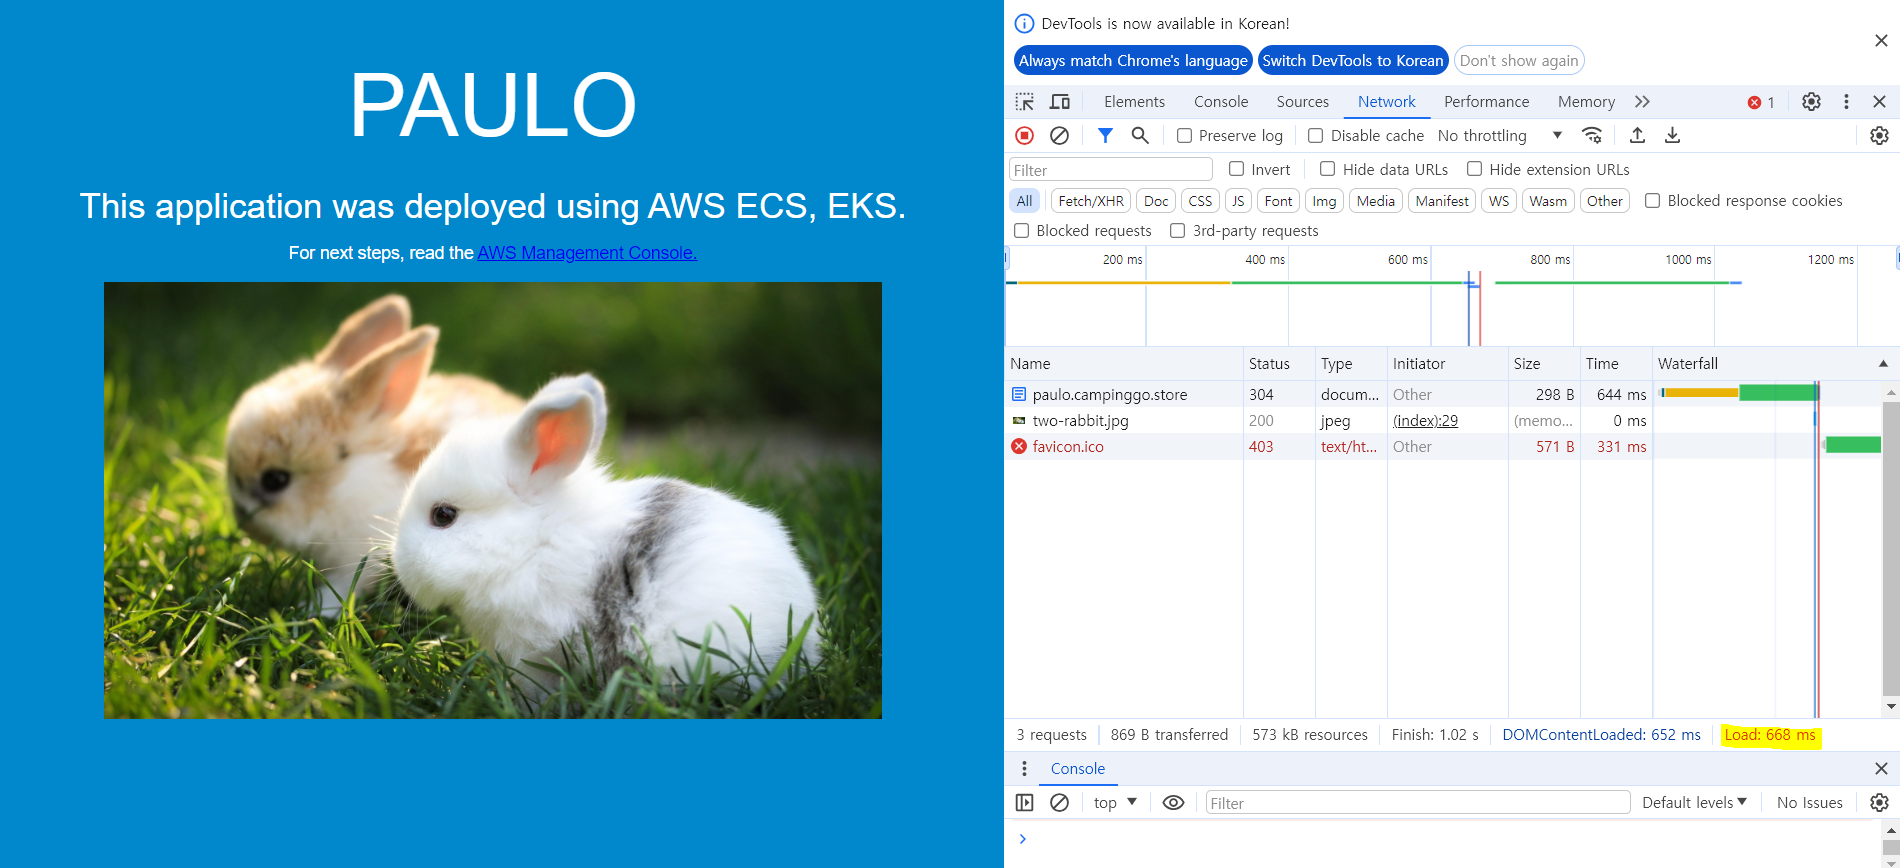 PAULO
This application was deployed using AWS ECS, EKS.
For next steps, read the AWS Management Console.
DevTools is now available in Korean!
Always match Chrome's language
Switch DevTools to Korean
Don't show again
Elements Console Sources Network Performance Memory 1
Preserve log Disable cache No throttling
Filter Invert Hide data URLs Hide extension URLs
All Fetch/XHR Doc CSS JS Font Img Media Manifest WS Wasm Other Blocked response cookies
Blocked requests 3rd-party requests
200 ms 400 ms 600 ms 800 ms 1000 ms 1200 ms
Name Status Type Initiator Size Time Waterfall
paulo.campinggo.store 304 docum... Other 298 B 644 ms
two-rabbit.jpg 200 jpeg (index):29 (memo... 0 ms
favicon.ico 403 text/ht... Other 571 B 331 ms
3 requests 869 B transferred 573 kB resources Finish: 1.02 s DOMContentLoaded: 652 ms Load: 668 ms
Console
top Filter Default levels No Issues